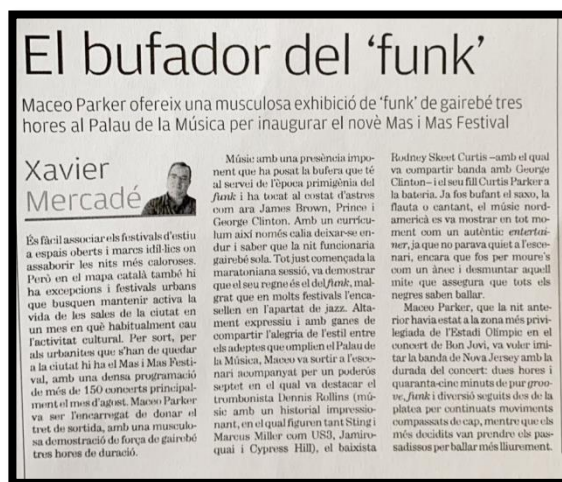 El bufador del ‘funk’
Maceo Parker ofereix una musculosa exhibició de ‘funk’ de gairebé tres
hores al Palau de la Música per inaugurar el novè Mas i Mas Festival
Xavier
Mercadé
És fàcil associar els festivals d’estiu
a espais oberts i marcs idíl·lics on
assaborir les nits més caloroses.
Però en el mapa català també hi
ha excepcions i festivals urbans
que busquen mantenir activa la
vida de les sales de la ciutat en
un mes en què habitualment cau
l’activitat cultural. Per sort, per
als urbanites que s’han de quedar
a la ciutat hi ha el Mas i Mas Festi-
val, amb una densa programació
de més de 150 concerts principal-
ment el mes d’agost. Maceo Parker
va ser l’encarregat de donar el
tret de sortida, amb una musculo-
sa demostració de força de gairebé
tres hores de duració.
Músic amb una presència impo-
nent que ha posat la bufera que té
al servei de l’època primigènia del
funk i ha tocat al costat d’astres
com ara James Brown, Prince i
George Clinton. Amb un currícu-
lum així només calia deixar-se en-
dur i saber que la nit funcionaria
gairebé sola. Tot just començada la
maratoniana sessió, va demostrar
que el seu regne és el del funk, mal-
grat que en molts festivals l’enca-
sellen en l’apartat de jazz. Alta-
ment expressiu i amb ganes de
compartir l’alegria de l’estil entre
els adeptes que omplien el Palau de
la Música, Maceo va sortir a l’esce-
nari acompanyat per un poderós
septet en el qual va destacar el
trombonista Dennis Rollins (mú-
sic amb un historial impressio-
nant, en el qual figuren tant Sting i
Marcus Miller com US3, Jamiro-
quai i Cypress Hill), el baixista
Rodney Skeet Curtis –amb el qual
va compartir banda amb George
Clinton– i el seu fill Curtis Parker a
la bateria. Ja fos bufant el saxo, la
flauta o cantant, el músic nord-
americà es va mostrar en tot mo-
ment com un autèntic entertai-
ner, ja que no parava quiet a l’esce-
nari, encara que fos per moure’s
com un ànec i desmuntar aquell
mite que assegura que tots els
negres saben ballar.
Maceo Parker, que la nit ante-
rior havia estat a la zona més privi-
legiada de l’Estadi Olímpic en el
concert de Bon Jovi, va voler imi-
tar la banda de Nova Jersey amb la
durada del concert: dues hores i
quaranta-cinc minuts de pur groo-
ve, funk i diversió seguits des de la
platea per continuats moviments
compassats de cap, mentre que els
més decidits van prendre els pas-
sadissos per ballar més lliurement.